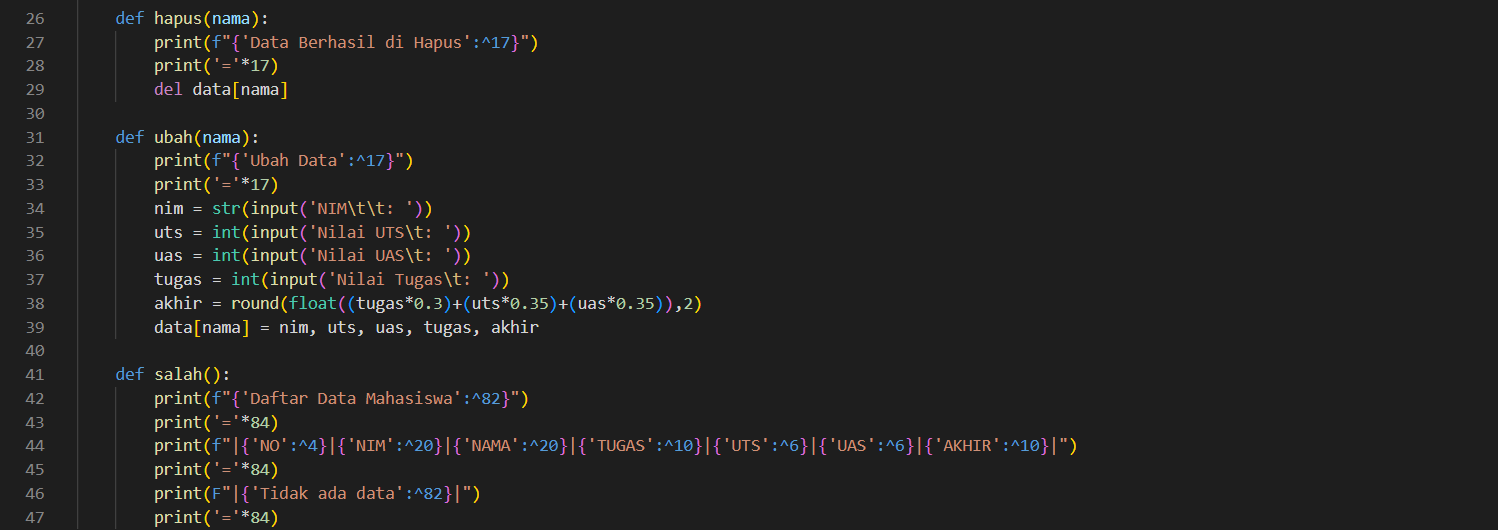 26 def hapus(nama):
27 print(f"{'Data Berhasil di Hapus':^17}")
28 print('='*17)
29 del data[nama]
30
31 def ubah(nama):
32 print(f"{'Ubah Data':^17}")
33 print('='*17)
34 nim = str(input('NIM\t\t: '))
35 uts = int(input('Nilai UTS\t: '))
36 uas = int(input('Nilai UAS\t: '))
37 tugas = int(input('Nilai Tugas\t: '))
38 akhir = round(float((tugas*0.3)+(uts*0.35)+(uas*0.35)),2)
39 data[nama] = nim, uts, uas, tugas, akhir
40
41 def salah():
42 print(f"{'Daftar Data Mahasiswa':^82}")
43 print('='*84)
44 print(f"|{'NO':^4}|{'NIM':^20}|{'NAMA':^20}|{'TUGAS':^10}|{'UTS':^6}|{'UAS':^6}|{'AKHIR':^10}|")
45 print('='*84)
46 print(F"|{'Tidak ada data':^82}|")
47 print('='*84)